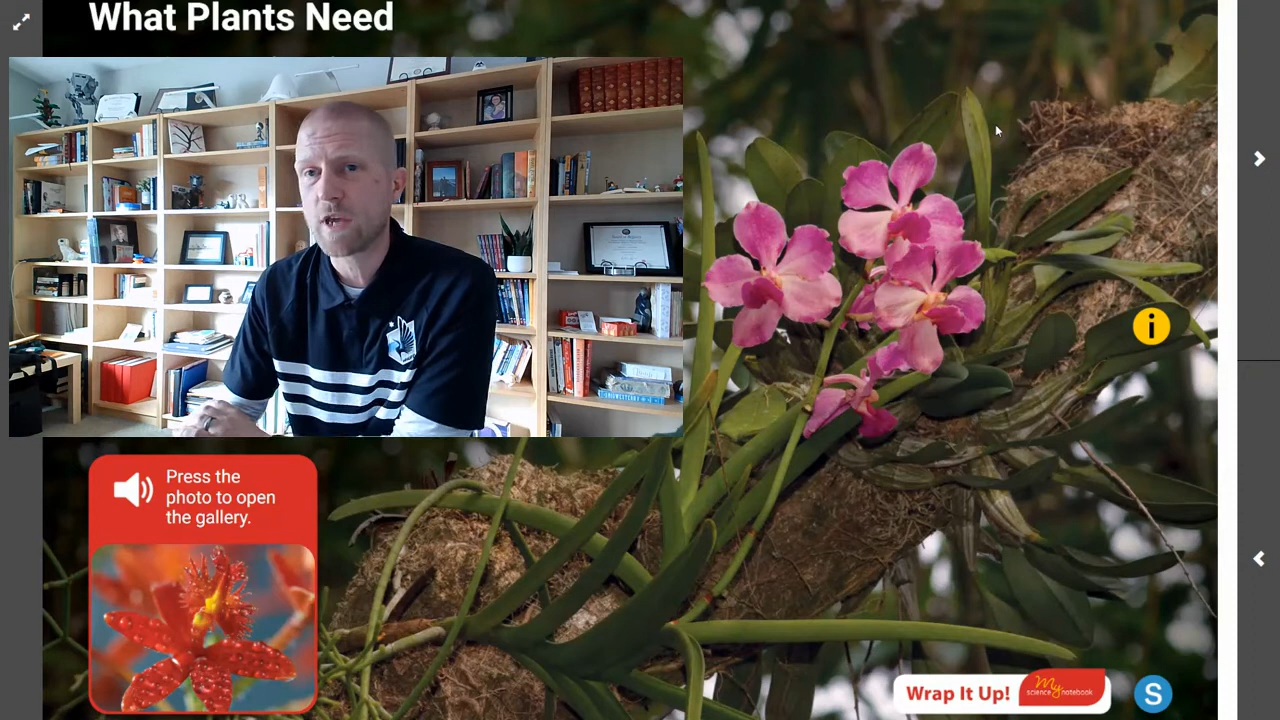 What Plants Need
Press the
photo to open
the gallery.
i
Wrap It Up!
My
science notebook
S